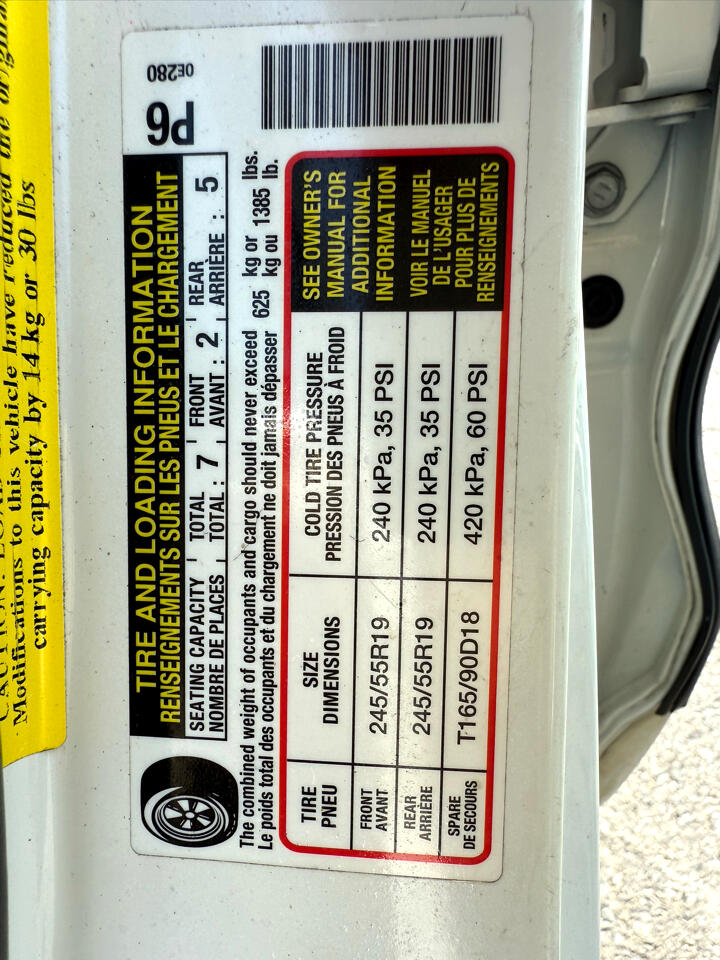 CAUTION: LOAD
Modifications to this vehicle have reduced the original
carrying capacity by 14 kg or 30 lbs
0E280
P6
TIRE AND LOADING INFORMATION
RENSEIGNEMENTS SUR LES PNEUS ET LE CHARGEMENT
SEATING CAPACITY TOTAL FRONT REAR
NOMBRE DE PLACES TOTAL : 7 AVANT : 2 ARRIÈRE : 5
The combined weight of occupants and cargo should never exceed 625 kg or 1385 lbs.
Le poids total des occupants et du chargement ne doit jamais dépasser kg ou lb.
TIRE SIZE COLD TIRE PRESSURE
PNEU DIMENSIONS PRESSION DES PNEUS À FROID
FRONT
AVANT 245/55R19 240 kPa, 35 PSI
REAR
ARRIÈRE 245/55R19 240 kPa, 35 PSI
SPARE
DE SECOURS T165/90D18 420 kPa, 60 PSI
SEE OWNER'S
MANUAL FOR
ADDITIONAL
INFORMATION
VOIR LE MANUEL
DE L'USAGER
POUR PLUS DE
RENSEIGNEMENTS